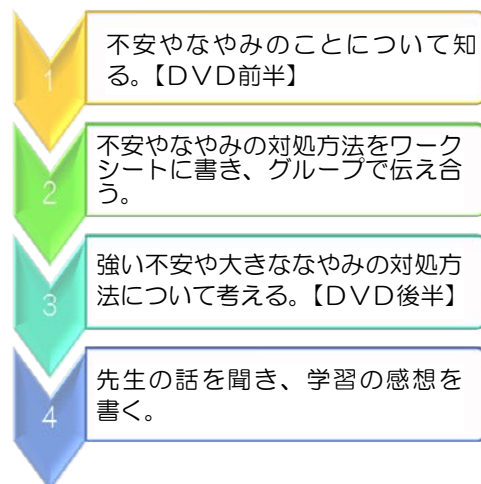 1
不安やなやみのことについて知
る。【DVD前半】
2
不安やなやみの対処方法をワーク
シートに書き、グループで伝え合
う。
3
強い不安や大きななやみの対処方
法について考える。【DVD後半】
4
先生の話を聞き、学習の感想を
書く。